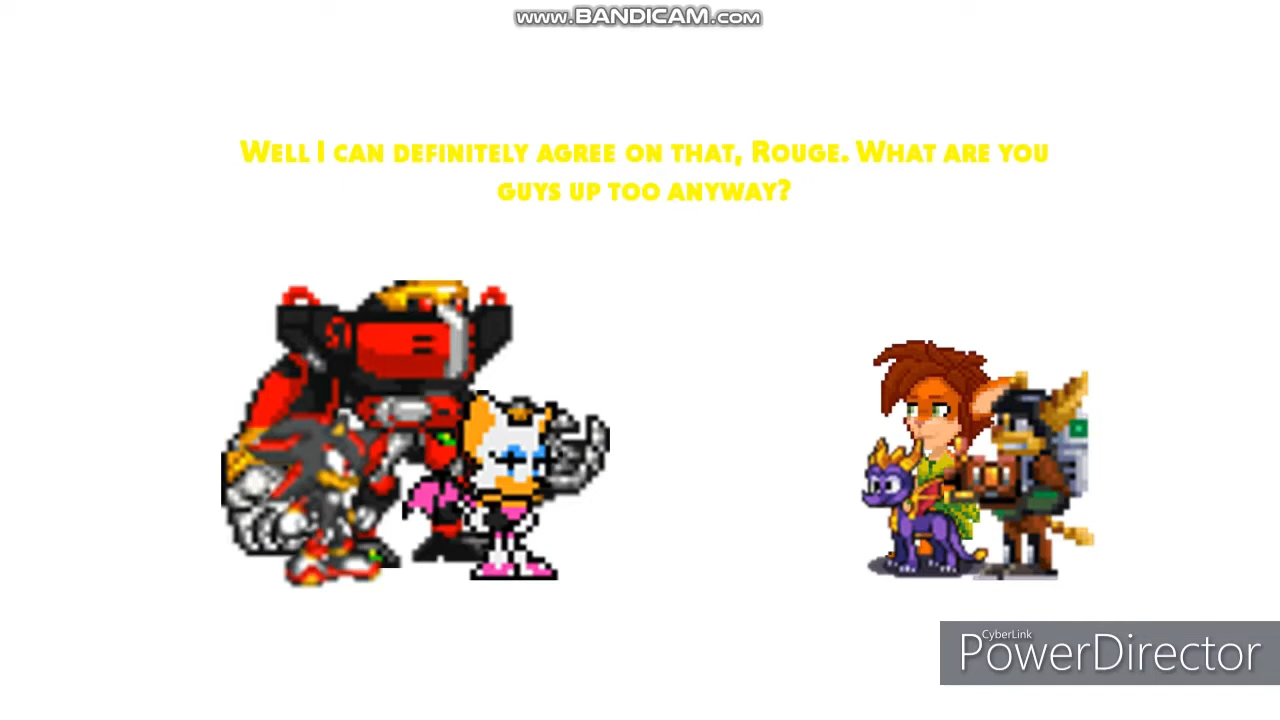 www.BANDICAM.com
Well I can definitely agree on that, Rouge. What are you
guys up too anyway?
CyberLink
PowerDirector